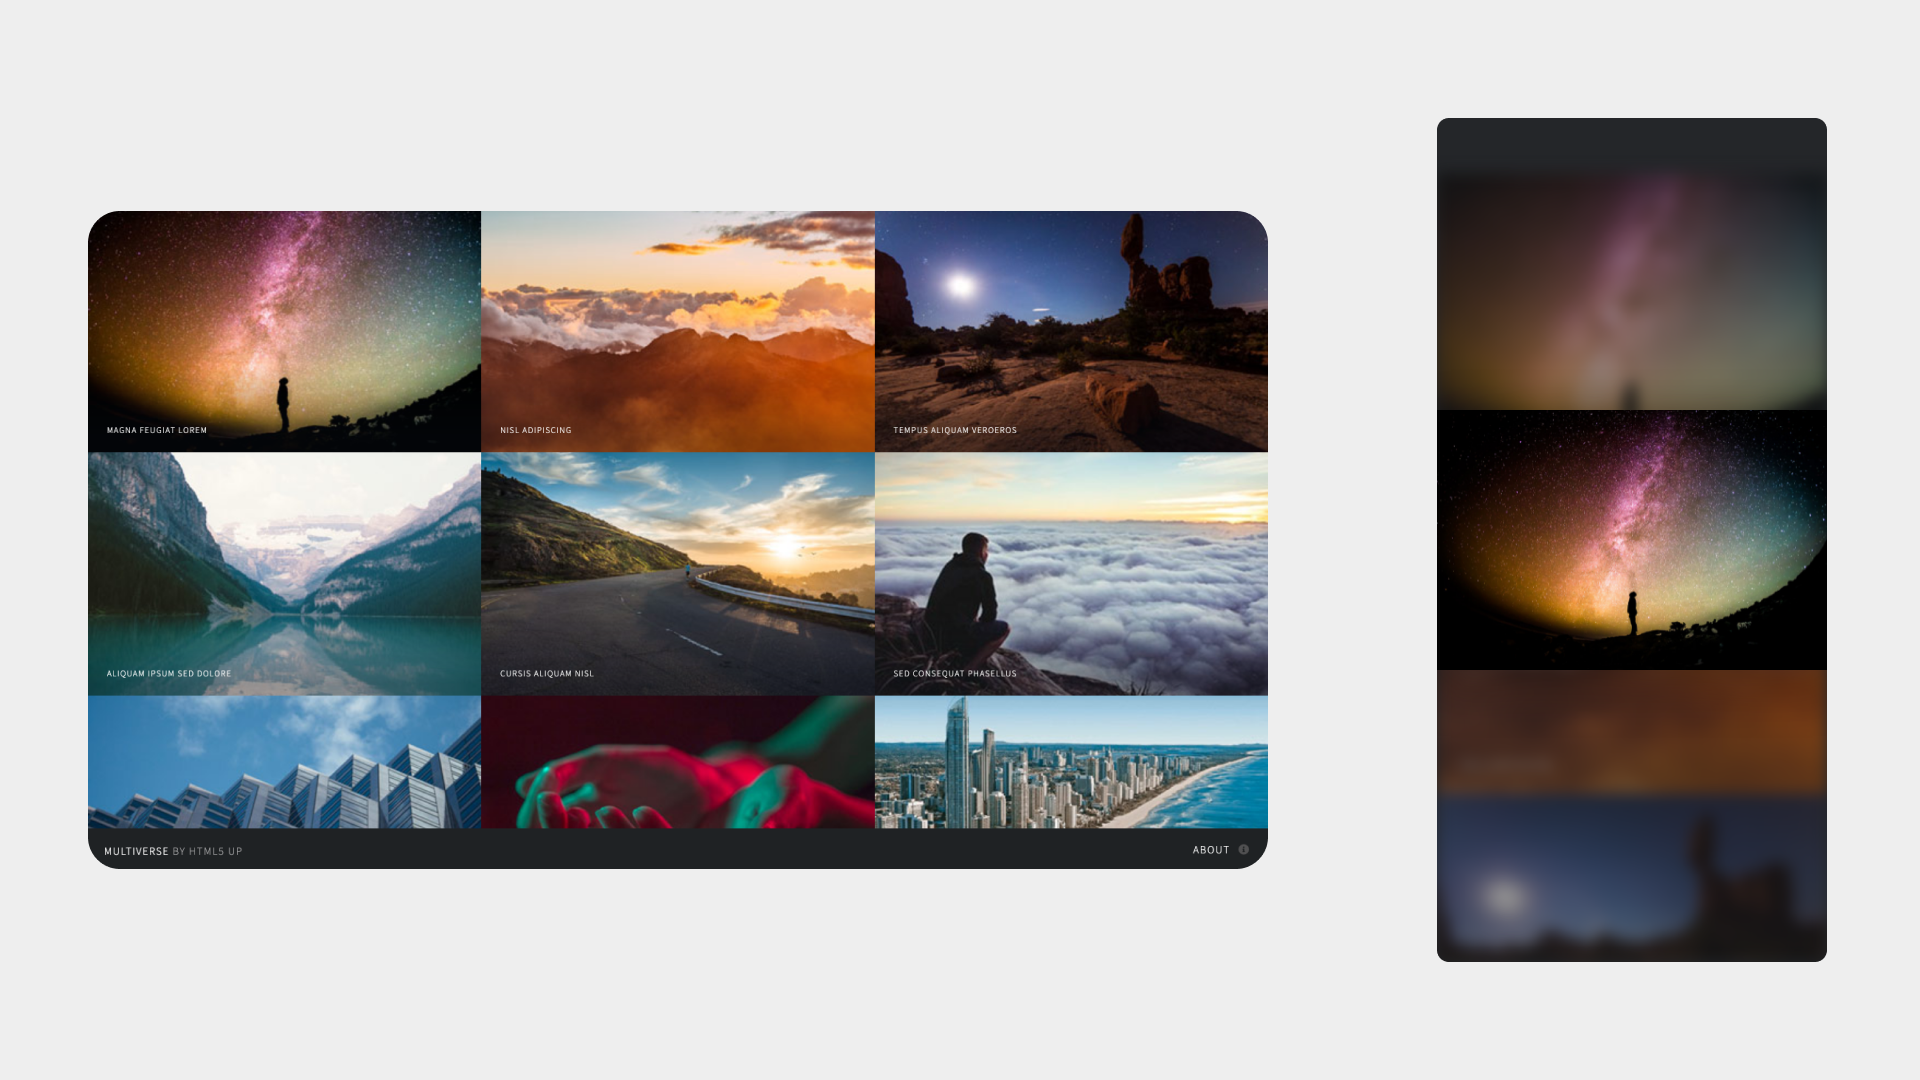 MAGNA FEUGIAT LOREM
NISL ADIPISCING
TEMPUS ALIQUAM VEROEROS
ALIQUAM IPSUM SED DOLORE
CURSIS ALIQUAM NISL
SED CONSEQUAT PHASELLUS
MULTIVERSE BY HTML5 UP
ABOUT